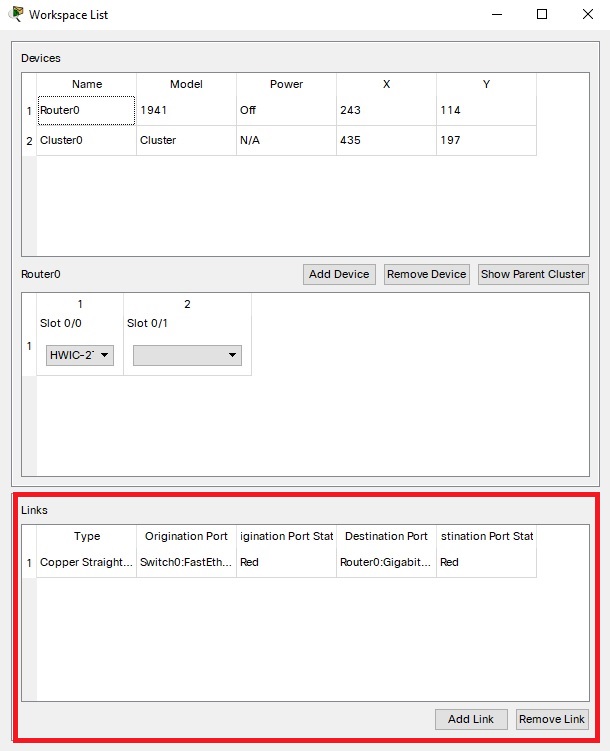 Workspace List
Devices
Name Model Power X Y
1 Router0 1941 Off 243 114
2 Cluster0 Cluster N/A 435 197
Router0 Add Device Remove Device Show Parent Cluster
1 2
Slot 0/0 Slot 0/1
1
HWIC-2T
Links
Type Origination Port igination Port Stat Destination Port stination Port Stat
1 Copper Straight... Switch0:FastEth... Red Router0:Gigabit... Red
Add Link Remove Link